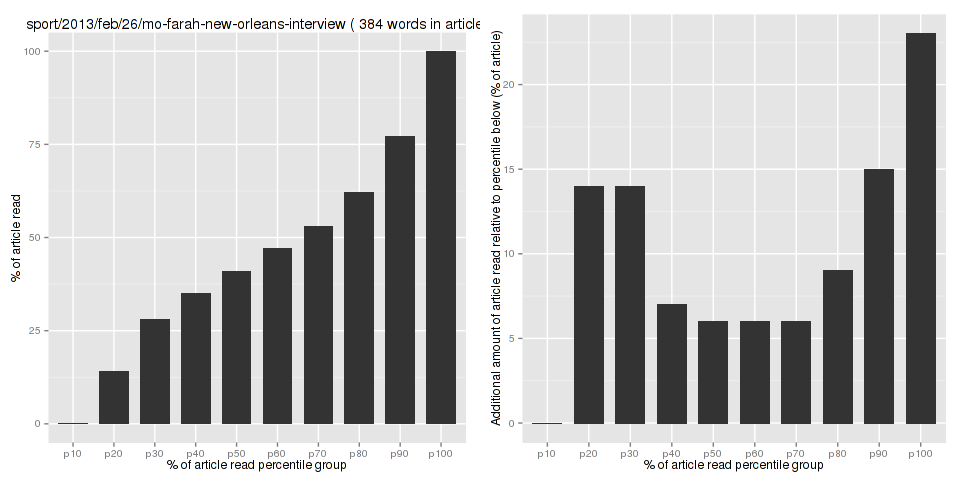 sport/2013/feb/26/mo-farah-new-orleans-interview ( 384 words in article
% of article read
100
75
50
25
0
p10 p20 p30 p40 p50 p60 p70 p80 p90 p100
% of article read percentile group
Additional amount of article read relative to percentile below (% of article)
20
15
10
5
0
p10 p20 p30 p40 p50 p60 p70 p80 p90 p100
% of article read percentile group